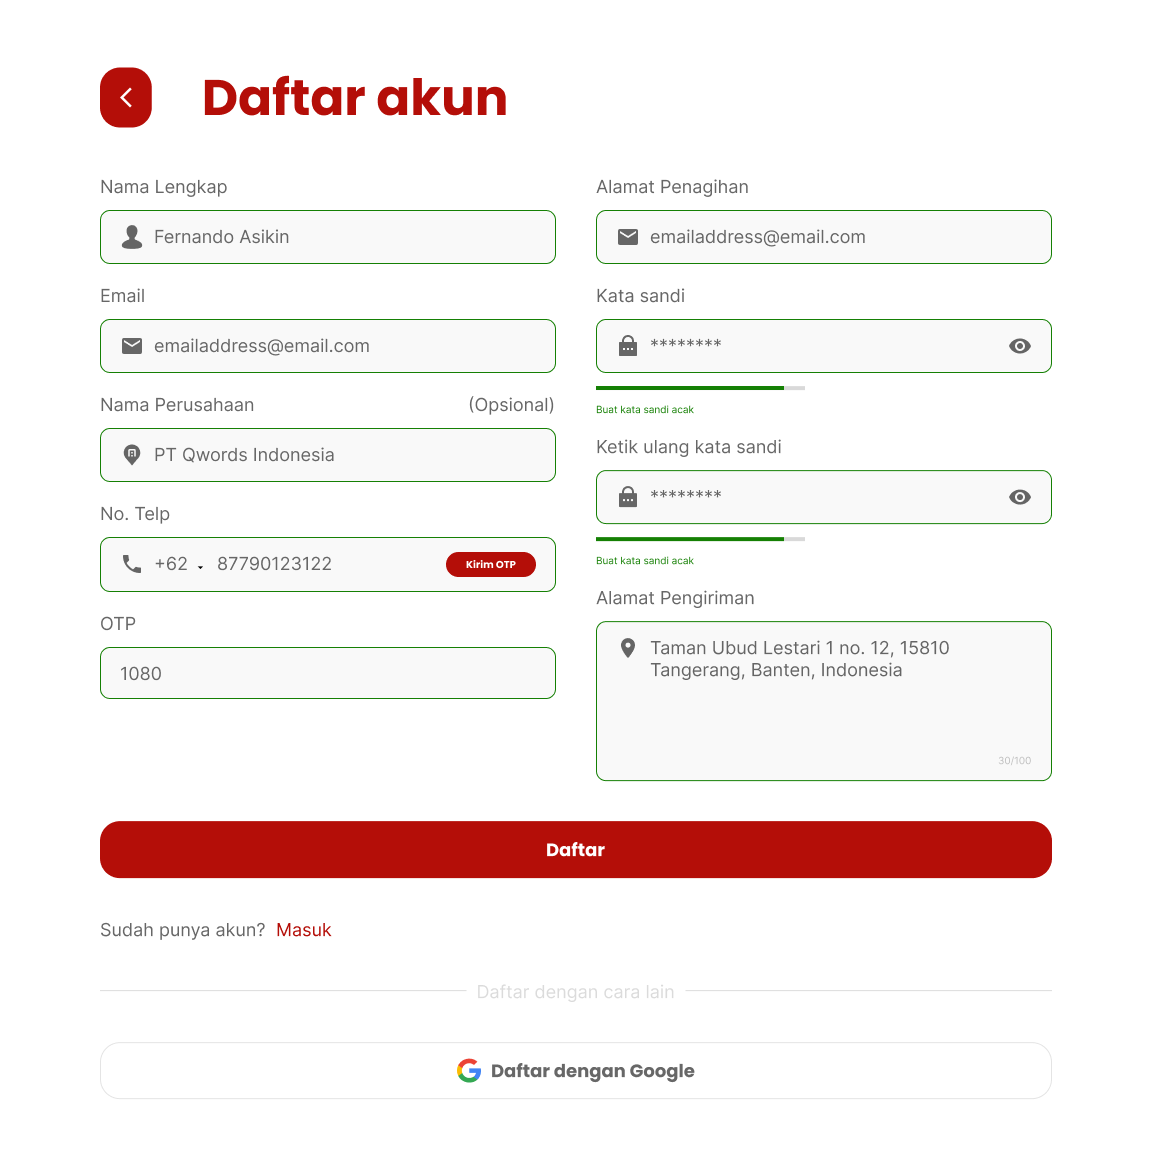 Daftar akun
Nama Lengkap
Fernando Asikin
Email
emailaddress@email.com
Nama Perusahaan (Opsional)
PT Qwords Indonesia
No. Telp
+62 87790123122 Kirim OTP
OTP
1080
Alamat Penagihan
emailaddress@email.com
Kata sandi
********
Buat kata sandi acak
Ketik ulang kata sandi
********
Buat kata sandi acak
Alamat Pengiriman
Taman Ubud Lestari 1 no. 12, 15810
Tangerang, Banten, Indonesia
30/100
Daftar
Sudah punya akun? Masuk
Daftar dengan cara lain
Daftar dengan Google